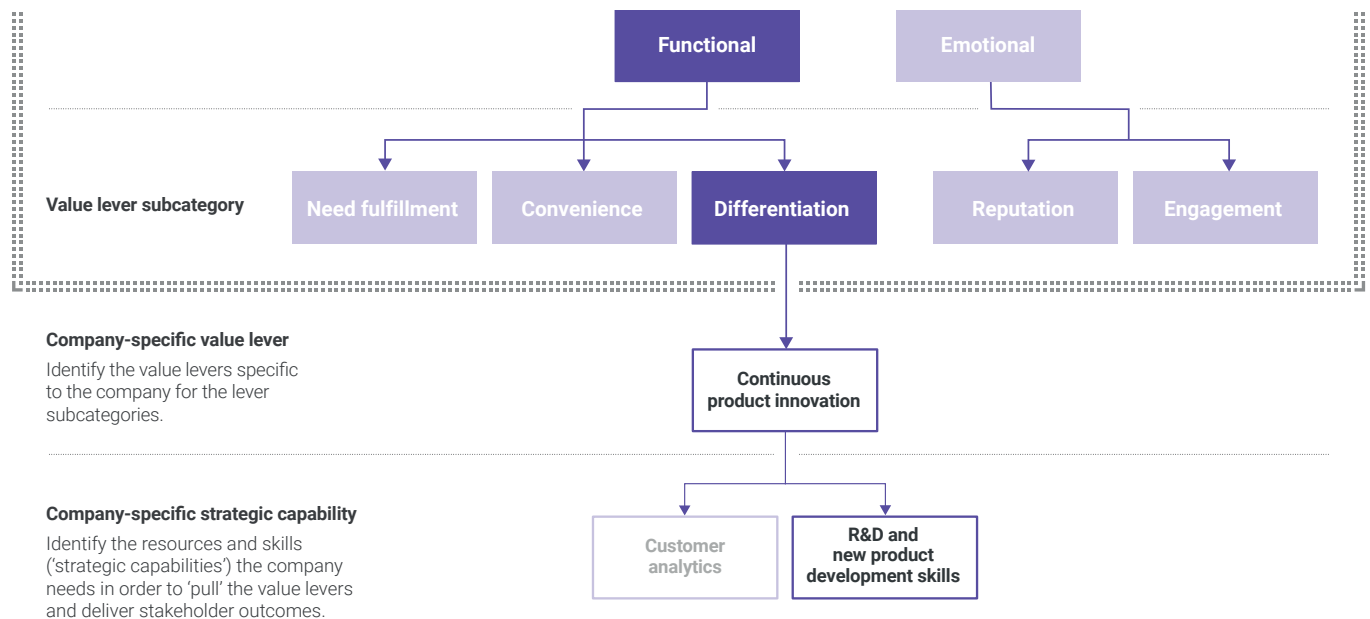 Functional
Emotional
Value lever subcategory
Need fulfillment
Convenience
Differentiation
Reputation
Engagement
Company-specific value lever
Identify the value levers specific
to the company for the lever
subcategories.
Continuous
product innovation
Company-specific strategic capability
Identify the resources and skills
(‘strategic capabilities’) the company
needs in order to ‘pull’ the value levers
and deliver stakeholder outcomes.
Customer
analytics
R&D and
new product
development skills